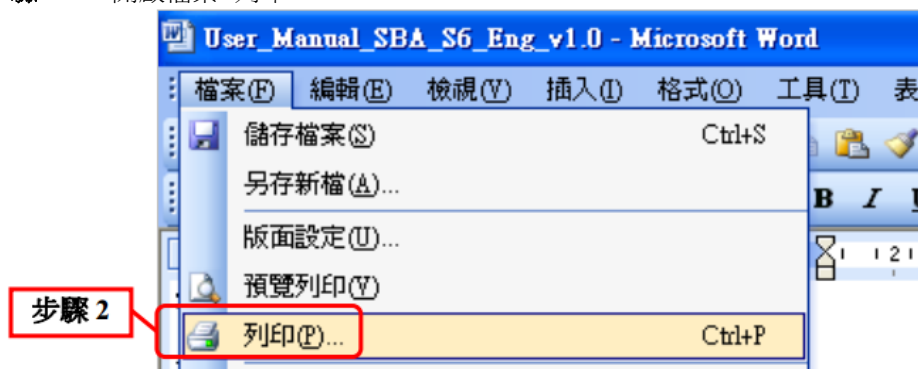 User_Manual_SBA_S6_Eng_v1.0 - Microsoft Word
檔案(F) 編輯(E) 檢視(V) 插入(I) 格式(O) 工具(T) 表
儲存檔案(S) Ctrl+S
另存新檔(A)...
B I U
版面設定(U)...
2
預覽列印(V)
步驟 2
列印(P)... Ctrl+P